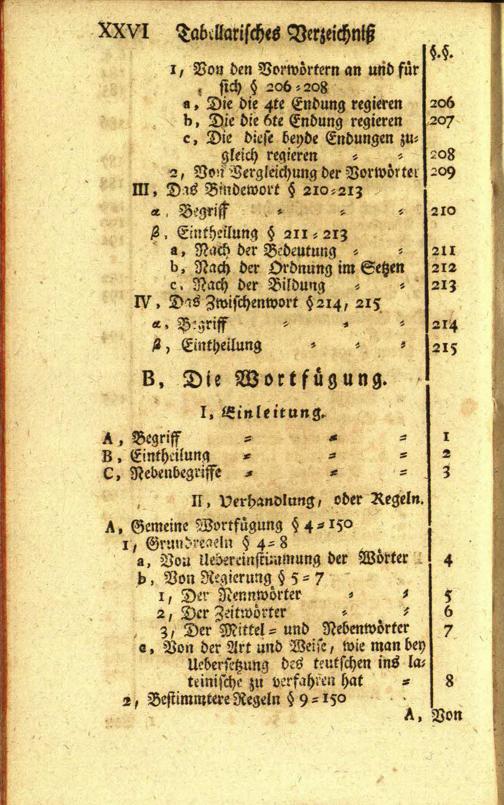 XXVI Tabellarisches Verzeichniß
§.§.
1, Von den Vorwörtern an und für
sich § 206 = 208
a, Die die 4te Endung regieren 206
b, Die die 6te Endung regieren 207
c, Die diese beyde Endungen zu=
gleich regieren = = 208
2, Von Vergleichung der Vorwörter 209
III, Das Bindewort § 210=213
α, Begriff = = = 210
β, Eintheilung § 211 = 213
a, Nach der Bedeutung = = 211
b, Nach der Ordnung im Setzen 212
c, Nach der Bildung = = 213
IV, Das Zwischenwort § 214, 215
α, Begriff = = = 214
β, Eintheilung = = = 215
B, Die Wortfügung.
I, Einleitung.
A, Begriff = = = 1
B, Eintheilung = = = 2
C, Nebenbegriffe = = = 3
II, Verhandlung, oder Regeln.
A, Gemeine Wortfügung § 4=150
1, Grundregeln § 4=8
a, Von Uebereinstimmung der Wörter 4
b, Von Regierung § 5=7
1, Der Nennwörter = = 5
2, Der Zeitwörter = = 6
3, Der Mittel= und Nebenwörter 7
c, Von der Art und Weise, wie man bey
Uebersetzung des teutschen ins la=
teinische zu verfahren hat = 8
2, Bestimmtere Regeln § 9=150
A, Von